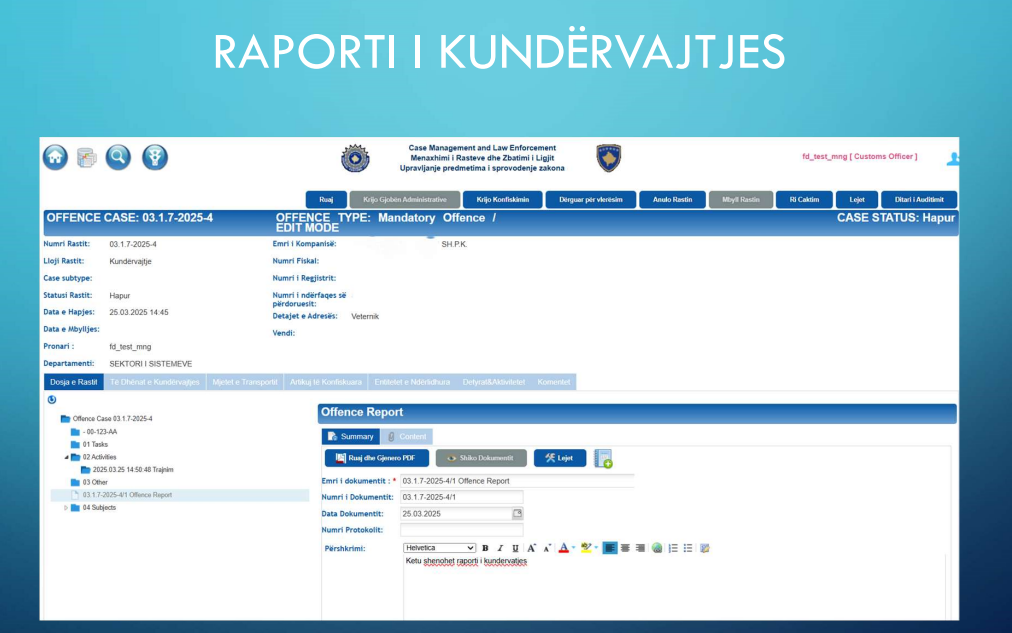 RAPORTI I KUNDËRVAJTJES
Case Management and Law Enforcement
Menaxhimi i Rasteve dhe Zbatimi i Ligjit
Upravljanje predmetima i sprovodenje zakona
fd_test_mng [ Customs Officer ]
Ruaj
Krijo Gjobën Administrative
Krijo Konfiskimin
Dërguar për vlerësim
Anulo Rastin
Mbyll Rastin
Ri Caktim
Lejet
Ditari i Auditimit
OFFENCE CASE: 03.1.7-2025-4
OFFENCE TYPE: Mandatory Offence /
EDIT MODE
CASE STATUS: Hapur
Numri Rastit: 03.1.7-2025-4
Lloji Rastit: Kundërvajtje
Case subtype:
Statusi Rastit: Hapur
Data e Hapjes: 25.03.2025 14:45
Data e Mbylljes:
Pronari : fd_test_mng
Departamenti: SEKTORI I SISTEMEVE
Emri i Kompanisë: SH.P.K.
Numri Fiskal:
Numri i Regjistrit:
Numri i ndërfaqes së
përdoruesit:
Detajet e Adresës: Veternik
Vendi:
Dosja e Rastit
Të Dhënat e Kundërvajtjes
Mjetet e Transportit
Artikuj të Konfiskuara
Entitetet e Ndërlidhura
Detyrat&Aktivitetet
Komentet
Offence Case 03.1.7-2025-4
- 00-123-AA
01 Tasks
02 Activities
2025.03.25 14:50:48 Trajnim
03 Other
03.1.7-2025-4/1 Offence Report
04 Subjects
Offence Report
Summary
Content
Ruaj dhe Gjenero PDF
Shiko Dokumentit
Lejet
Emri i dokumentit : * 03.1.7-2025-4/1 Offence Report
Numri i Dokumentit: 03.1.7-2025-4/1
Data Dokumentit: 25.03.2025
Numri Protokolit:
Përshkrimi:
Helvetica B I U A A A
Ketu shenohet raporti i kundervatjes